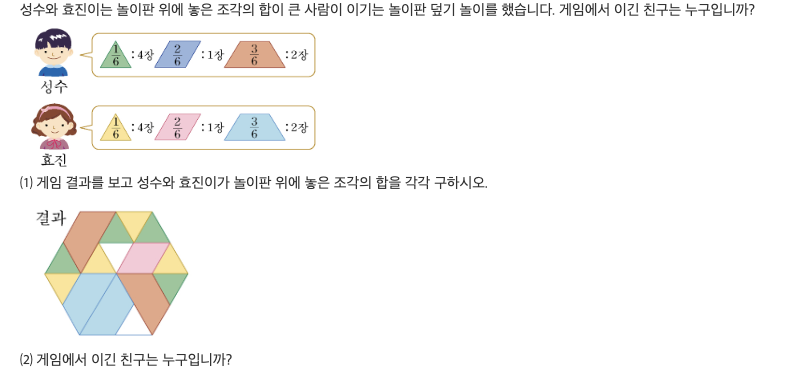 성수와 효진이는 놀이판 위에 놓은 조각의 합이 큰 사람이 이기는 놀이판 덮기 놀이를 했습니다. 게임에서 이긴 친구는 누구입니까?
1/6 : 4장 2/6 : 1장 3/6 : 2장
성수
1/6 : 4장 2/6 : 1장 3/6 : 2장
효진
(1) 게임 결과를 보고 성수와 효진이가 놀이판 위에 놓은 조각의 합을 각각 구하시오.
결과
(2) 게임에서 이긴 친구는 누구입니까?